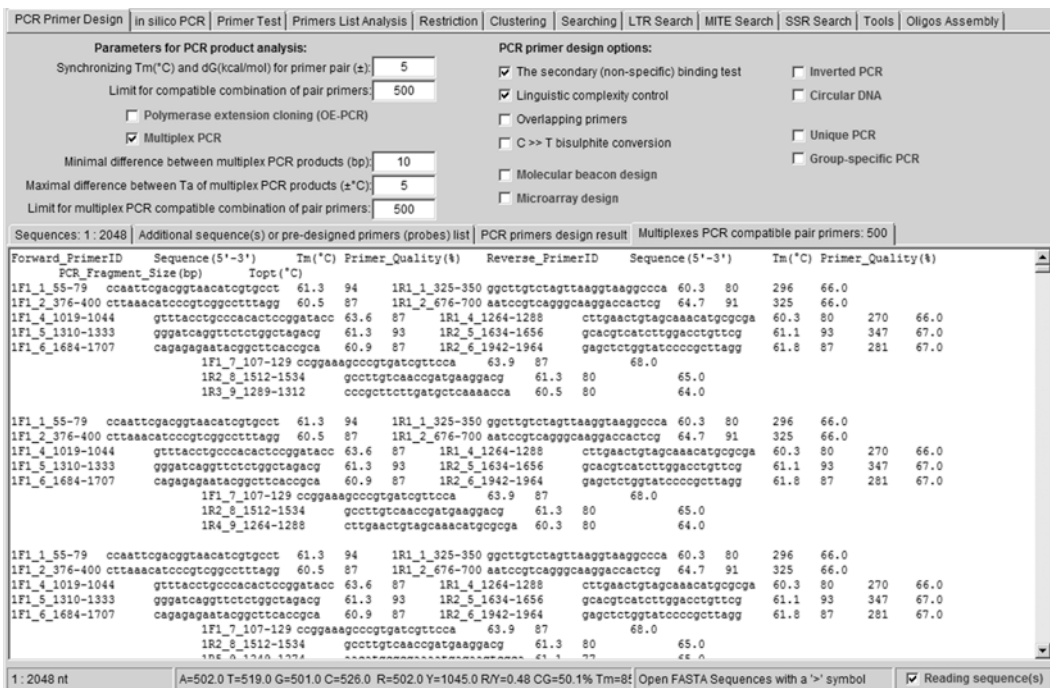 PCR Primer Design in silico PCR Primer Test Primers List Analysis Restriction Clustering Searching LTR Search MITE Search SSR Search Tools Oligos Assembly
Parameters for PCR product analysis:
Synchronizing Tm(°C) and dG(kcal/mol) for primer pair (±): 5
Limit for compatible combination of pair primers: 500
Polymerase extension cloning (OE-PCR)
Multiplex PCR
Minimal difference between multiplex PCR products (bp): 10
Maximal difference between Ta of multiplex PCR products (±°C): 5
Limit for multiplex PCR compatible combination of pair primers: 500
PCR primer design options:
The secondary (non-specific) binding test
Linguistic complexity control
Overlapping primers
C >> T bisulphite conversion
Molecular beacon design
Microarray design
Inverted PCR
Circular DNA
Unique PCR
Group-specific PCR
Sequences: 1 : 2048 Additional sequence(s) or pre-designed primers (probes) list PCR primers design result Multiplexes PCR compatible pair primers: 500
Forward_PrimerID Sequence(5'-3') Tm(°C) Primer_Quality(%) Reverse_PrimerID Sequence(5'-3') Tm(°C) Primer_Quality(%)
PCR_Fragment_Size(bp) Topt(°C)
1F1_1_55-79 ccaattcgacggtaacatcgtgcct 61.3 94 1R1_1_325-350 ggcttgtctagttaaggtaaggccca 60.3 80 296 66.0
1F1_2_376-400 cttaaacatcccgtcggcctttagg 60.5 87 1R1_2_676-700 aatccgtcagggcaaggaccactcg 64.7 91 325 66.0
1F1_4_1019-1044 gtttacctgcccacactccggatacc 63.6 87 1R1_4_1264-1288 cttgaactgtagcaaacatgcgcga 60.3 80 270 66.0
1F1_5_1310-1333 gggatcaggttctctggctagacg 61.3 93 1R2_5_1634-1656 gcacgtcatcttggacctgttcg 61.1 93 347 67.0
1F1_6_1684-1707 cagagagaatacggcttcaccgca 60.9 87 1R2_6_1942-1964 gagctctggtatccccgcttagg 61.8 87 281 67.0
1F1_7_107-129 ccggaaagcccgtgatcgttcca 63.9 87 68.0
1R2_8_1512-1534 gccttgtcaaccgatgaaggacg 61.3 80 65.0
1R3_9_1289-1312 cccgcttcttgatgctcaaaacca 60.5 80 64.0
1F1_1_55-79 ccaattcgacggtaacatcgtgcct 61.3 94 1R1_1_325-350 ggcttgtctagttaaggtaaggccca 60.3 80 296 66.0
1F1_2_376-400 cttaaacatcccgtcggcctttagg 60.5 87 1R1_2_676-700 aatccgtcagggcaaggaccactcg 64.7 91 325 66.0
1F1_4_1019-1044 gtttacctgcccacactccggatacc 63.6 87 1R1_4_1264-1288 cttgaactgtagcaaacatgcgcga 60.3 80 270 66.0
1F1_5_1310-1333 gggatcaggttctctggctagacg 61.3 93 1R2_5_1634-1656 gcacgtcatcttggacctgttcg 61.1 93 347 67.0
1F1_6_1684-1707 cagagagaatacggcttcaccgca 60.9 87 1R2_6_1942-1964 gagctctggtatccccgcttagg 61.8 87 281 67.0
1F1_7_107-129 ccggaaagcccgtgatcgttcca 63.9 87 68.0
1R2_8_1512-1534 gccttgtcaaccgatgaaggacg 61.3 80 65.0
1R4_9_1264-1288 cttgaactgtagcaaacatgcgcga 60.3 80 64.0
1F1_1_55-79 ccaattcgacggtaacatcgtgcct 61.3 94 1R1_1_325-350 ggcttgtctagttaaggtaaggccca 60.3 80 296 66.0
1F1_2_376-400 cttaaacatcccgtcggcctttagg 60.5 87 1R1_2_676-700 aatccgtcagggcaaggaccactcg 64.7 91 325 66.0
1F1_4_1019-1044 gtttacctgcccacactccggatacc 63.6 87 1R1_4_1264-1288 cttgaactgtagcaaacatgcgcga 60.3 80 270 66.0
1F1_5_1310-1333 gggatcaggttctctggctagacg 61.3 93 1R2_5_1634-1656 gcacgtcatcttggacctgttcg 61.1 93 347 67.0
1F1_6_1684-1707 cagagagaatacggcttcaccgca 60.9 87 1R2_6_1942-1964 gagctctggtatccccgcttagg 61.8 87 281 67.0
1F1_7_107-129 ccggaaagcccgtgatcgttcca 63.9 87 68.0
1R2_8_1512-1534 gccttgtcaaccgatgaaggacg 61.3 80 65.0
1 : 2048 nt A=502.0 T=519.0 G=501.0 C=526.0 R=502.0 Y=1045.0 R/Y=0.48 CG=50.1% Open FASTA Sequences with a '>' symbol Reading sequence(s)